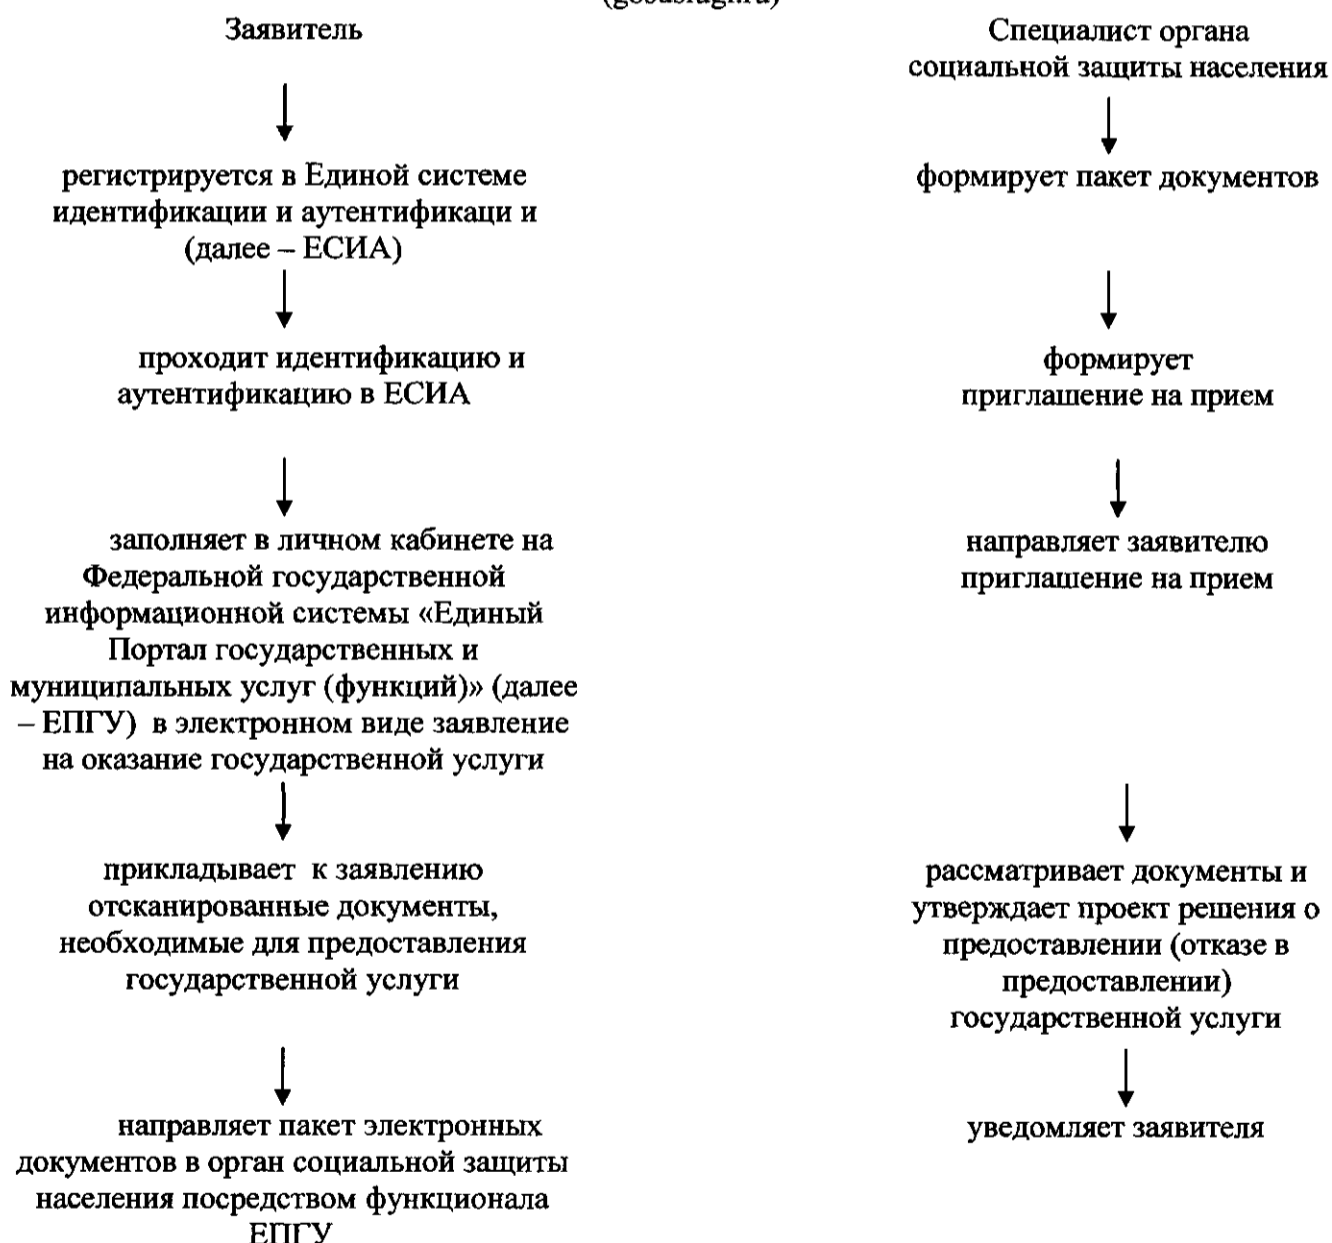 (gosuslugi.ru)
Заявитель
регистрируется в Единой системе
идентификации и аутентификаци и
(далее – ЕСИА)
проходит идентификацию и
аутентификацию в ЕСИА
заполняет в личном кабинете на
Федеральной государственной
информационной системы «Единый
Портал государственных и
муниципальных услуг (функций)» (далее
– ЕПГУ) в электронном виде заявление
на оказание государственной услуги
прикладывает к заявлению
отсканированные документы,
необходимые для предоставления
государственной услуги
направляет пакет электронных
документов в орган социальной защиты
населения посредством функционала
ЕПГУ
Специалист органа
социальной защиты населения
формирует пакет документов
формирует
приглашение на прием
направляет заявителю
приглашение на прием
рассматривает документы и
утверждает проект решения о
предоставлении (отказе в
предоставлении)
государственной услуги
уведомляет заявителя